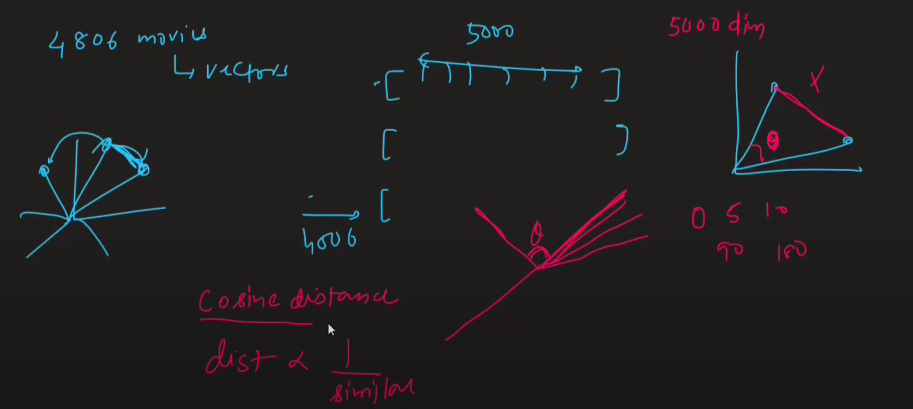 4806 movies
↳ vectors
5000
[ ]
[ ]
[
4806
5000 dim
X
θ
0 5 10
90 180
θ
Cosine distance
dist ∝ 1/similar